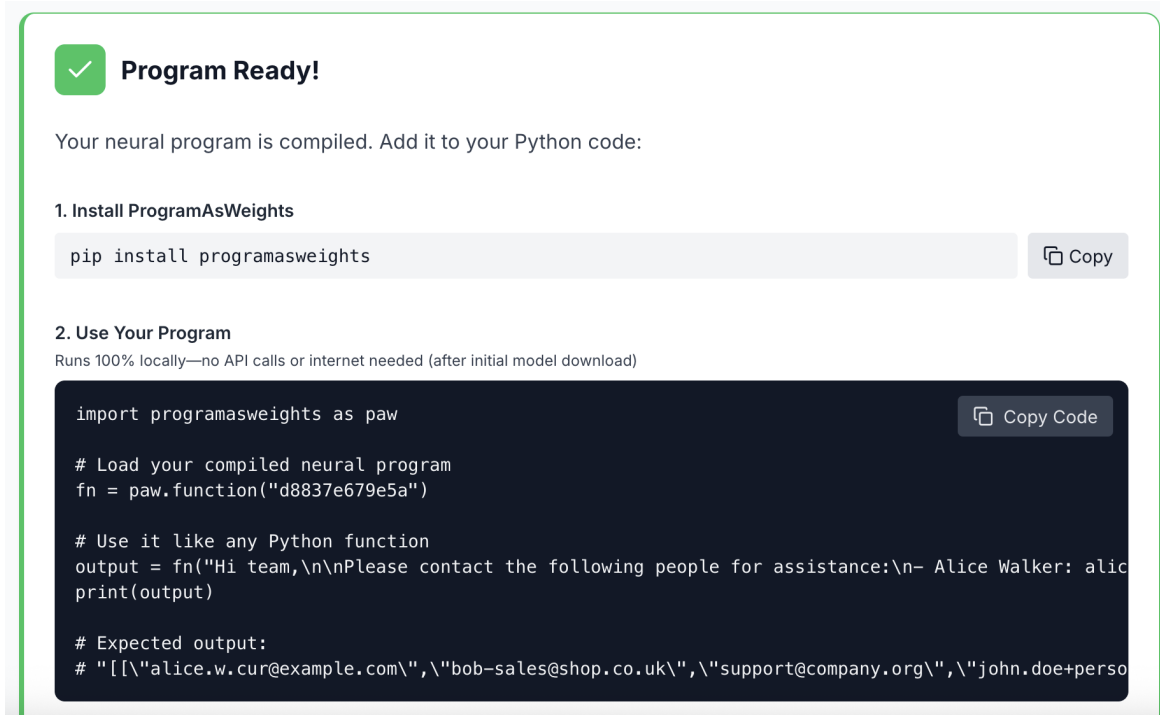 Program Ready!
Your neural program is compiled. Add it to your Python code:
1. Install ProgramAsWeights
pip install programasweights
Copy
2. Use Your Program
Runs 100% locally—no API calls or internet needed (after initial model download)
import programasweights as paw
Copy Code
# Load your compiled neural program
fn = paw.function("d8837e679e5a")
# Use it like any Python function
output = fn("Hi team,\n\nPlease contact the following people for assistance:\n- Alice Walker: alic
print(output)
# Expected output:
# "[[\"alice.w.cur@example.com\",\"bob-sales@shop.co.uk\",\"support@company.org\",\"john.doe+perso